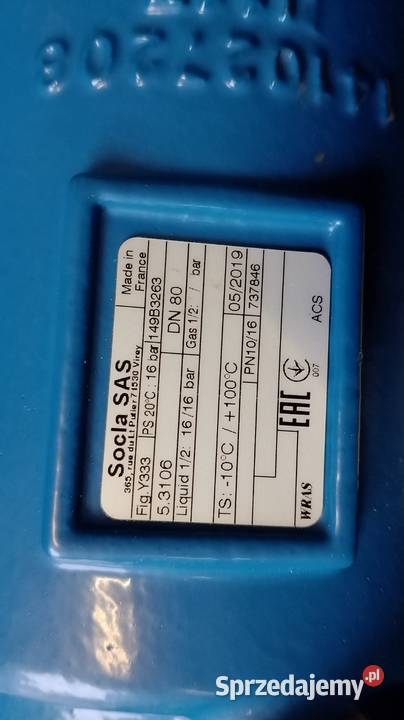 141027208
Socla SAS
365, rue du Lt Putier 71530 Virey
Made in
France
Fig.Y333 PS 20°C : 16 bar 149B3263
5.3106 DN 80
Liquid 1/2: 16/16 bar Gas 1/2: / bar
TS: -10°C / +100°C 05/2019
PN10/16 737846
EAC
007
WRAS ACS
Sprzedajemy.pl